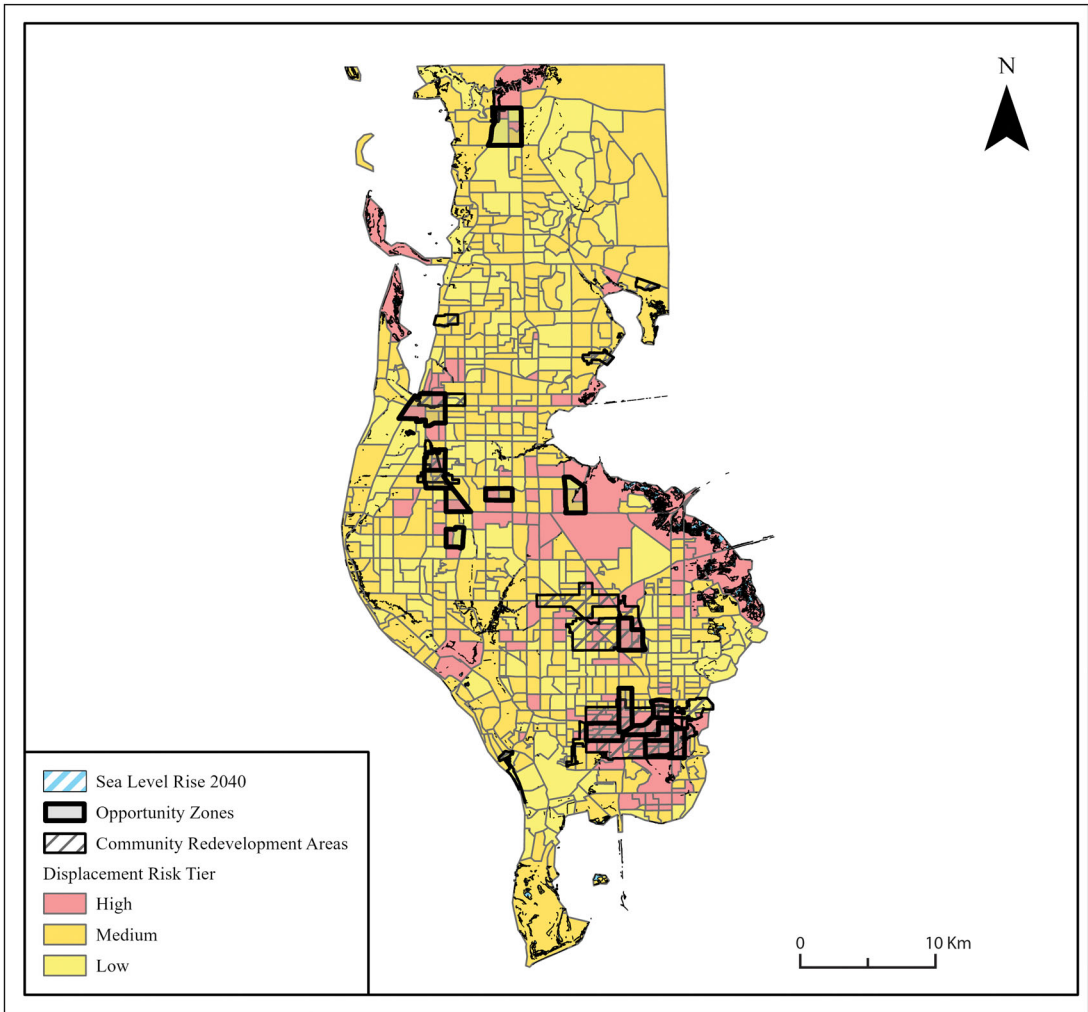 N
Sea Level Rise 2040
Opportunity Zones
Community Redevelopment Areas
Displacement Risk Tier
High
Medium
Low
0 10 Km